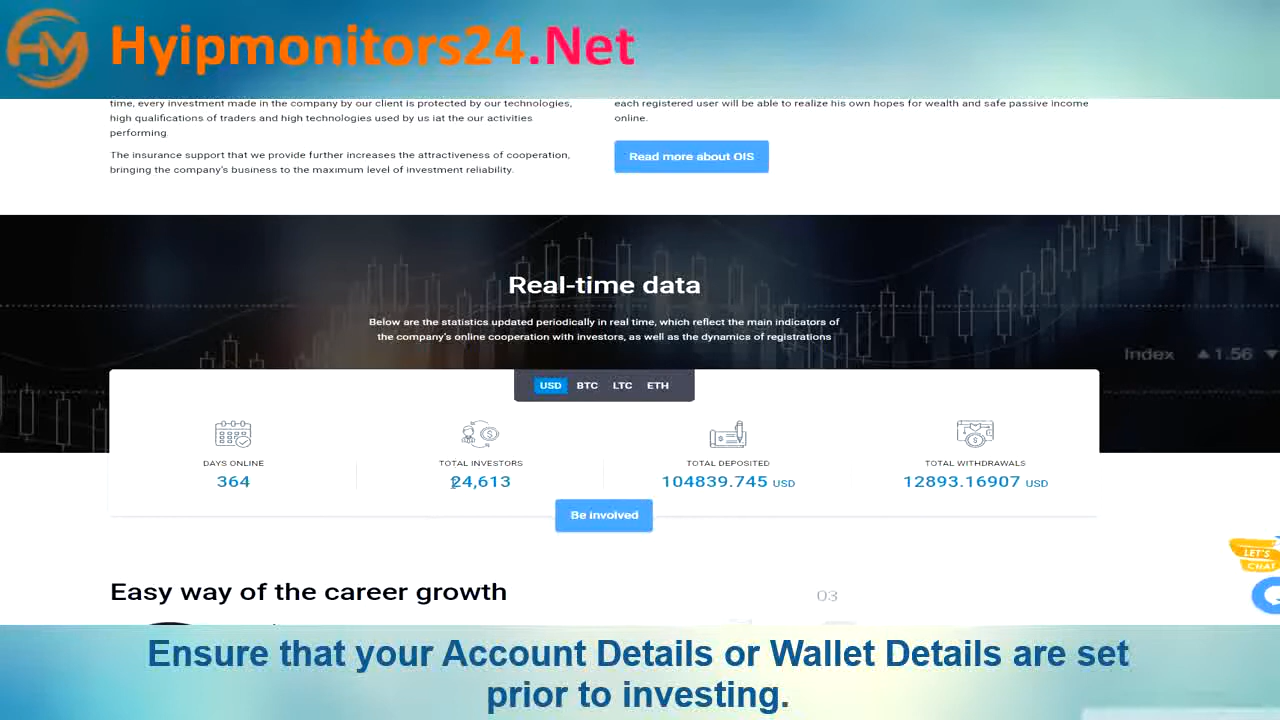 HM
Hyipmonitors24.Net
time, every investment made in the company by our client is protected by our technologies,
high qualifications of traders and high technologies used by us iat the our activities
performing.
The insurance support that we provide further increases the attractiveness of cooperation,
bringing the company's business to the maximum level of investment reliability.
each registered user will be able to realize his own hopes for wealth and safe passive income
online.
Read more about OIS
Real-time data
Below are the statistics updated periodically in real time, which reflect the main indicators of
the company's online cooperation with investors, as well as the dynamics of registrations
Index ▲ 1.56 ▼
USD BTC LTC ETH
DAYS ONLINE
364
TOTAL INVESTORS
24,613
TOTAL DEPOSITED
104839.745 USD
TOTAL WITHDRAWALS
12893.16907 USD
Be involved
LET'S
CHAT
Easy way of the career growth
03
Ensure that your Account Details or Wallet Details are set
prior to investing.